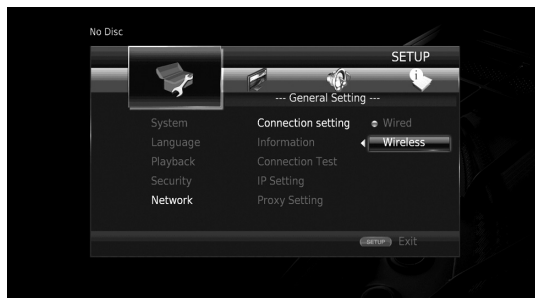 No Disc
SETUP
--- General Setting ---
System
Language
Playback
Security
Network
Connection setting
Information
Connection Test
IP Setting
Proxy Setting
Wired
Wireless
SETUP Exit